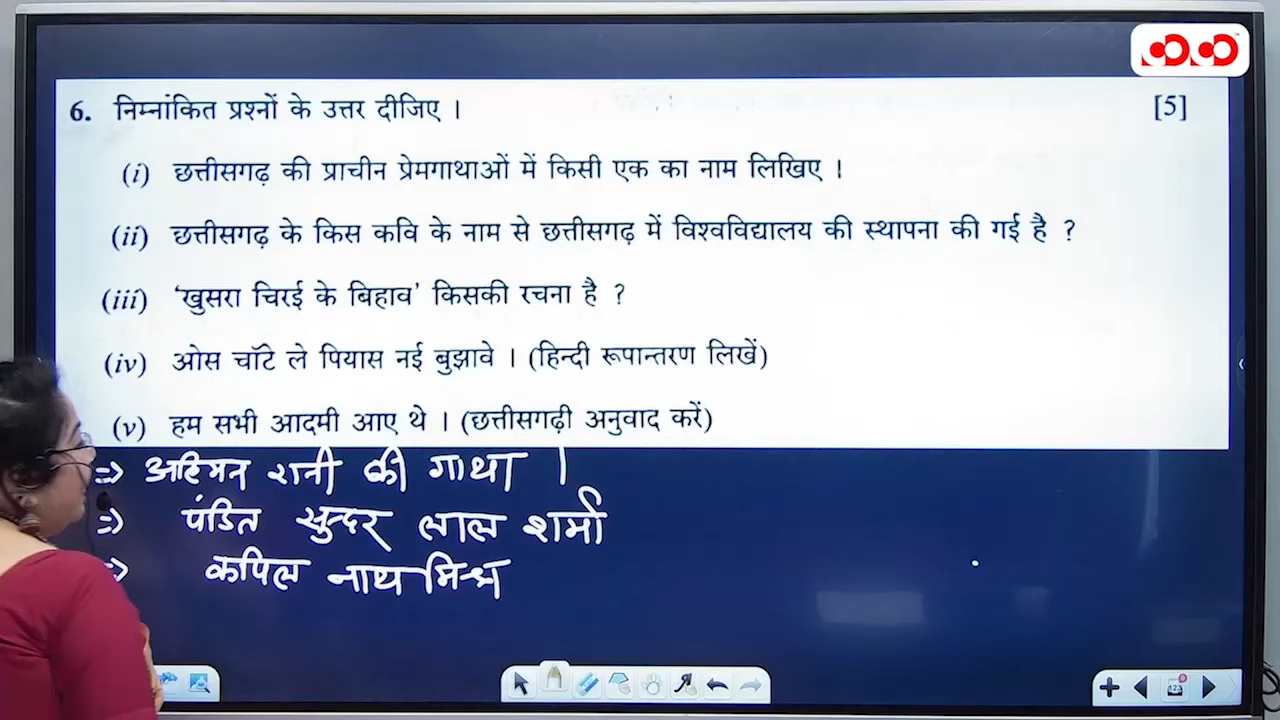 6. निम्नांकित प्रश्नों के उत्तर दीजिए । [5]
(i) छत्तीसगढ़ की प्राचीन प्रेमगाथाओं में किसी एक का नाम लिखिए ।
(ii) छत्तीसगढ़ के किस कवि के नाम से छत्तीसगढ़ में विश्वविद्यालय की स्थापना की गई है ?
(iii) ‘खुसरा चिरई के बिहाव’ किसकी रचना है ?
(iv) ओस चाँटे ले पियास नई बुझावे । (हिन्दी रूपान्तरण लिखें)
(v) हम सभी आदमी आए थे । (छत्तीसगढ़ी अनुवाद करें)
=> अहिमन रानी की गाथा ।
=> पंडित सुन्दर लाल शर्मा
=> कपिल नाथ मिश्र